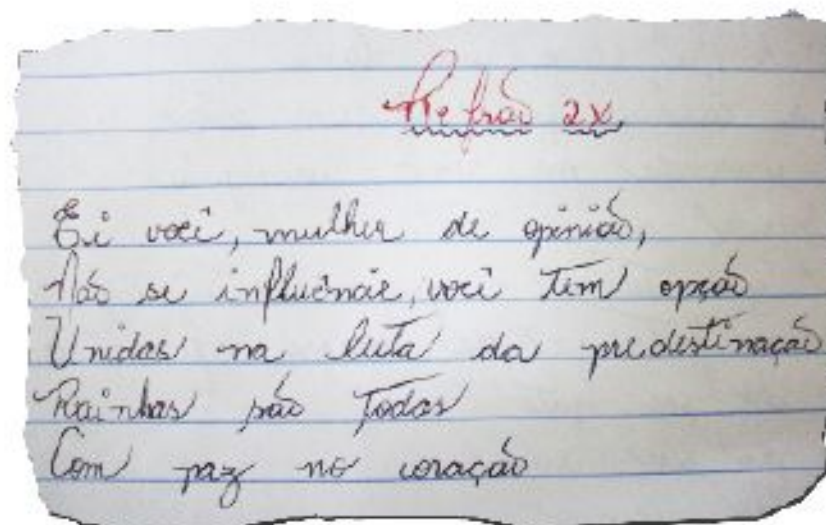 Refrão 2x
Ei você, mulher de opinião,
Não se influêncie, você tem opção
Unidas na luta da predestinação
Rainhas são todas
Com paz no coração